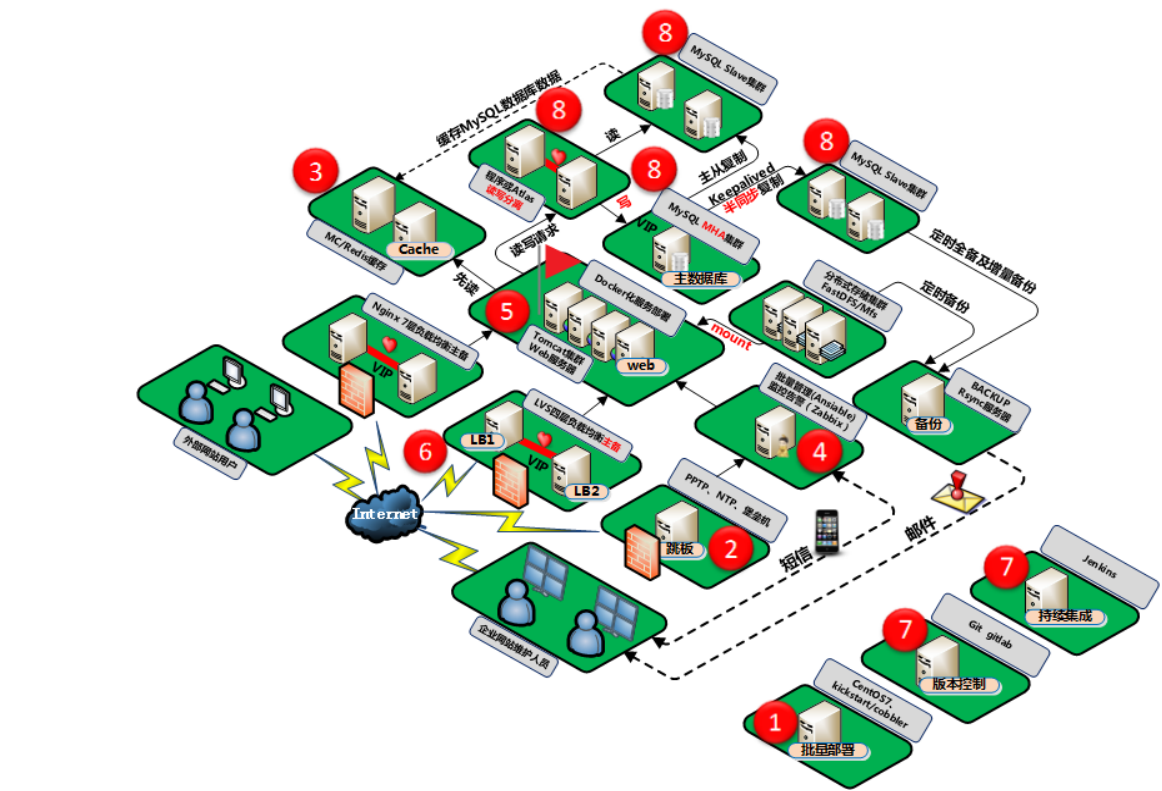 8
MySQL Slave集群
缓存MySQL数据库数据
8
读
主从复制
3
程序或Atlas
读写分离
写
8
MySQL MHA集群
VIP
主数据库
Keepalived
半同步复制
8
MySQL Slave集群
Cache
MC/Redis缓存
先读
读写请求
定时全备及增量备份
定时备份
分布式存储集群
FastDFS/Mfs
mount
5
Docker化服务部署
Tomcat集群
Web服务器
web
Nginx 7层负载均衡主备
VIP
外部网站用户
BACKUP
Rsync服务器
备份
批量管理(Ansiable)
监控告警(Zabbix)
4
LVS四层负载均衡主备
LB1
VIP
LB2
6
Internet
PPTP、NTP、堡垒机
跳板
2
短信
邮件
企业网站维护人员
Jenkins
7
持续集成
Git gitlab
7
版本控制
CentOS7、
kickstart/cobbler
1
批量部署